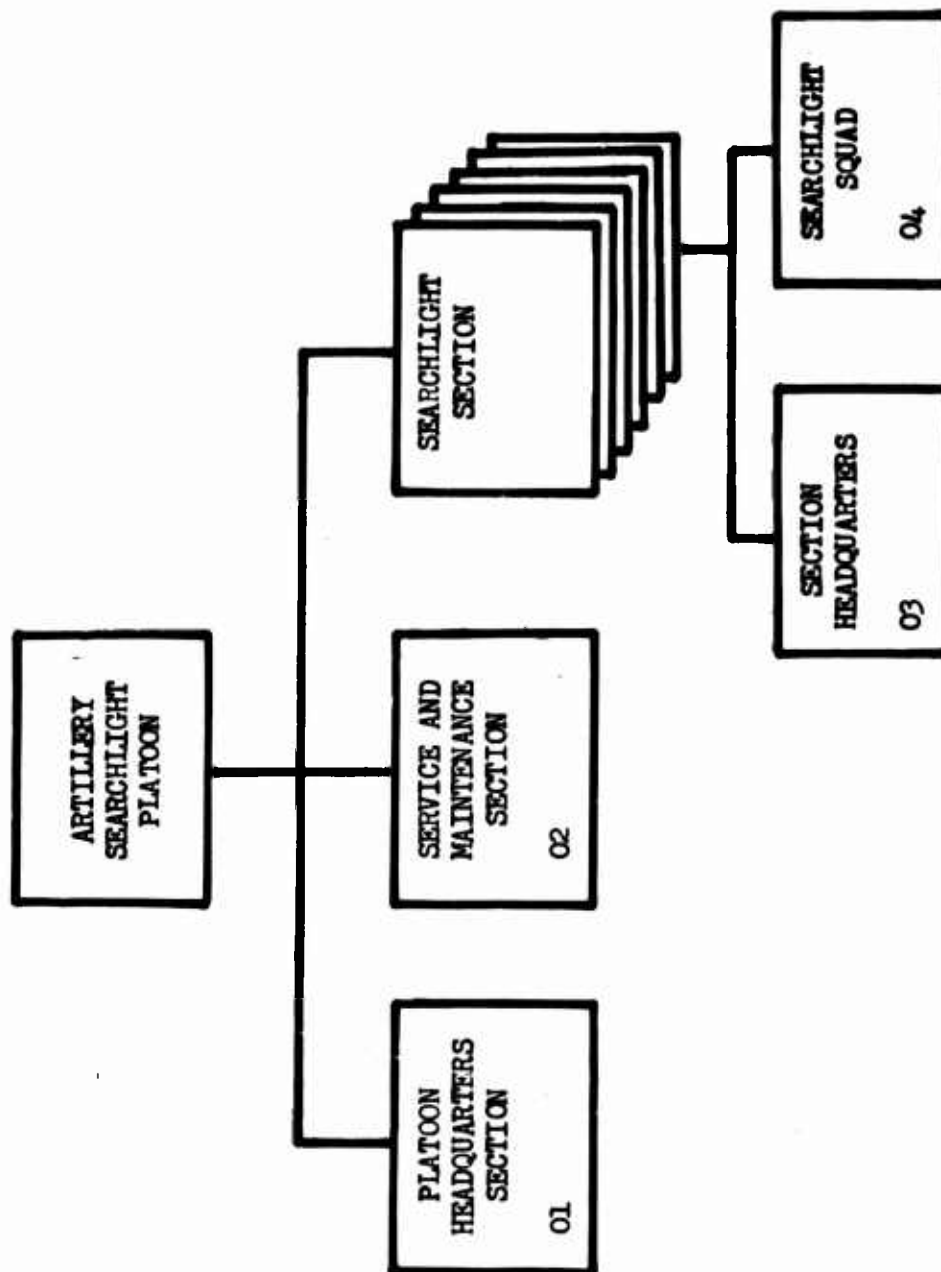 ARTILLERY
SEARCHLIGHT
PLATOON
PLATOON
HEADQUARTERS
SECTION
01
SERVICE AND
MAINTENANCE
SECTION
02
SEARCHLIGHT
SECTION
SECTION
HEADQUARTERS
03
SEARCHLIGHT
SQUAD
04